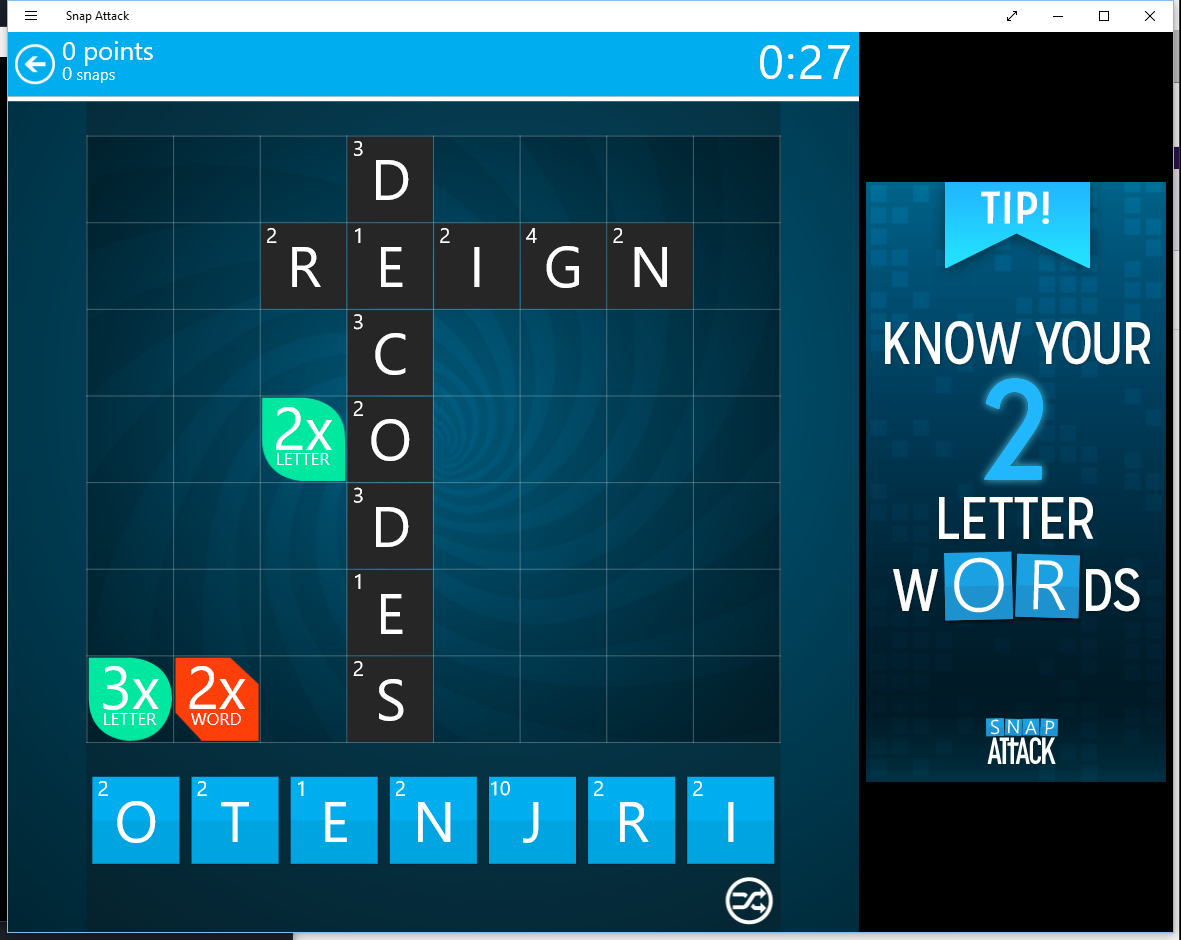 Snap Attack
0 points
0 snaps
0:27
3 D
2 R 1 E 2 I 4 G 2 N
3 C
2x LETTER 2 O
3 D
1 E
3x LETTER 2x WORD 2 S
2 O 2 T 1 E 2 N 10 J 2 R 2 I
TIP!
KNOW YOUR
2
LETTER
WORDS
SNAP
ATTACK